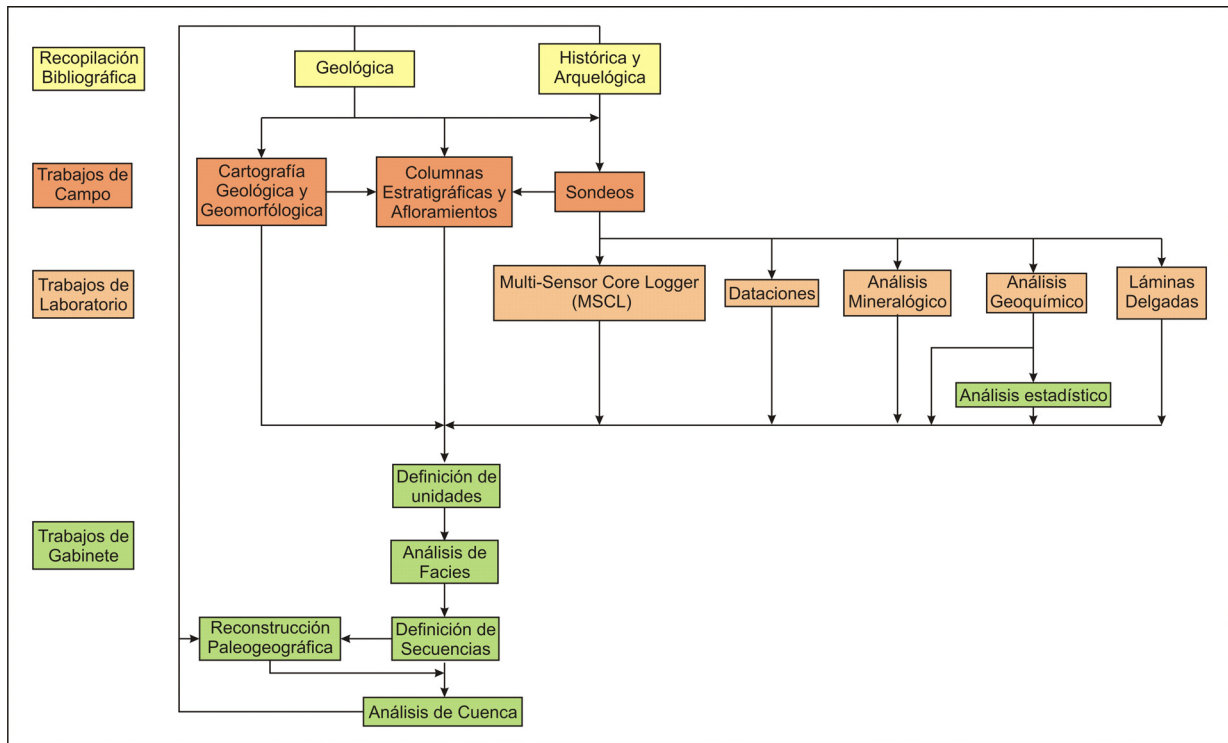 Recopilación
Bibliográfica
Geológica
Histórica y
Arquelógica
Trabajos de
Campo
Cartografía
Geológica y
Geomorfólogica
Columnas
Estratigráficas y
Afloramientos
Sondeos
Trabajos de
Laboratorio
Multi-Sensor Core Logger
(MSCL)
Dataciones
Análisis
Mineralógico
Análisis
Geoquímico
Láminas
Delgadas
Análisis estadístico
Trabajos de
Gabinete
Definición de
unidades
Análisis de
Facies
Reconstrucción
Paleogeográfica
Definición de
Secuencias
Análisis de Cuenca